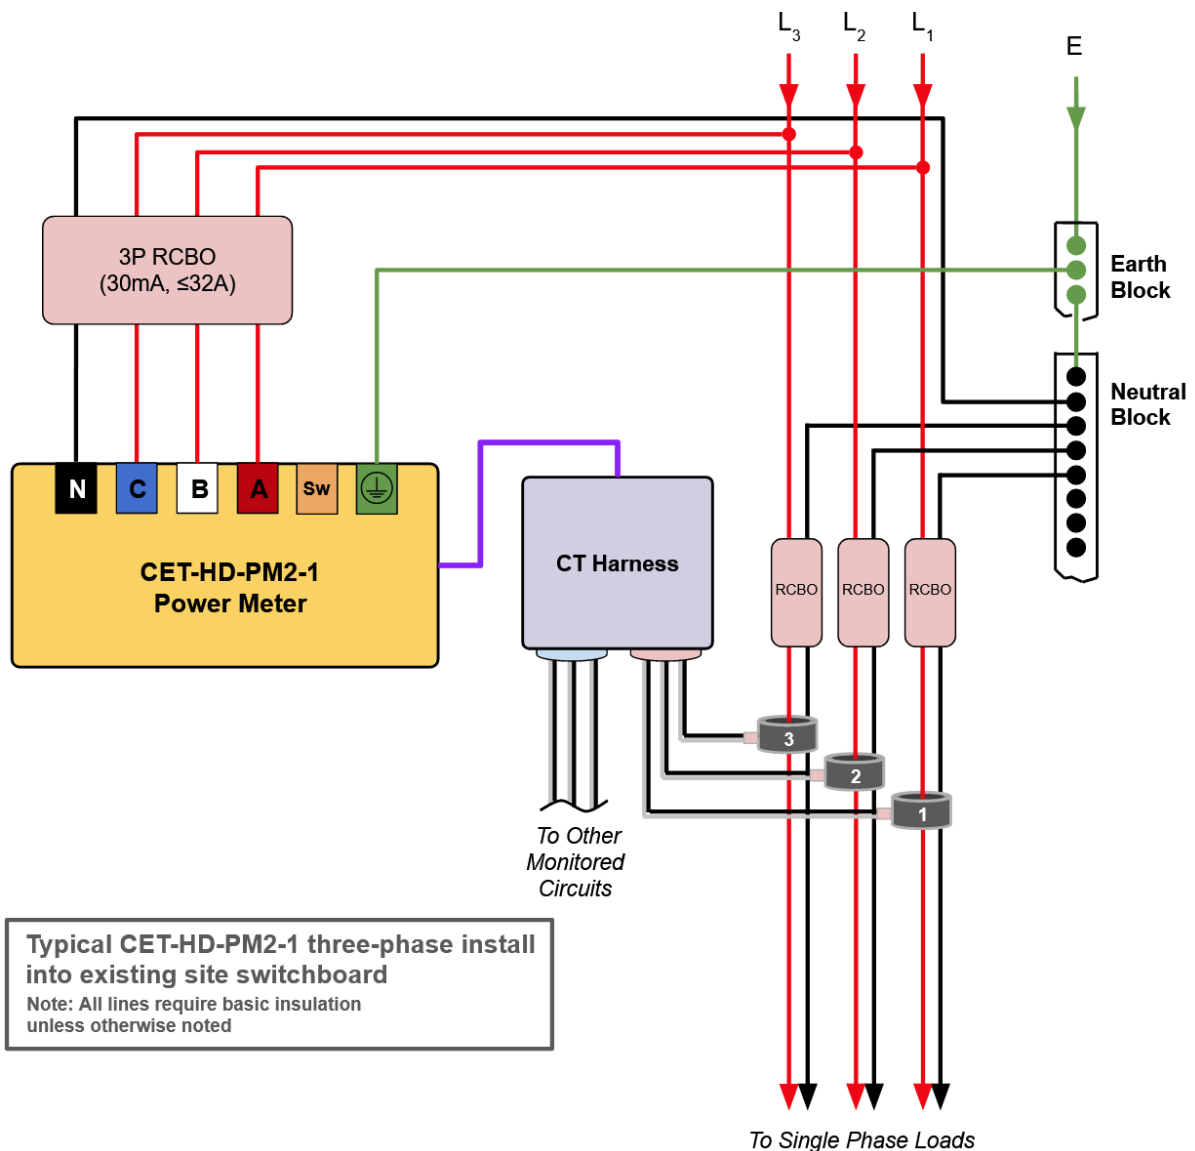 L3
L2
L1
E
3P RCBO
(30mA, ≤32A)
Earth
Block
Neutral
Block
N
C
B
A
Sw
CET-HD-PM2-1
Power Meter
CT Harness
RCBO
RCBO
RCBO
3
2
1
To Other
Monitored
Circuits
Typical CET-HD-PM2-1 three-phase install
into existing site switchboard
Note: All lines require basic insulation
unless otherwise noted
To Single Phase Loads